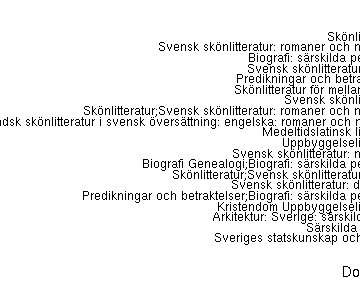 Skönli
Svensk skönlitteratur: romaner och n
Biografi: särskilda pe
Svensk skönlitteratur
Predikningar och betra
Skönlitteratur för mellan
Svensk skönli
Skönlitteratur;Svensk skönlitteratur: romaner och n
ndsk skönlitteratur i svensk översättning: engelska: romaner och n
Medeltidslatinsk li
Uppbyggelseli
Svensk skönlitteratur: n
Biografi Genealogi;Biografi: särskilda pe
Skönlitteratur;Svensk skönlitteratur
Svensk skönlitteratur: d
Predikningar och betraktelser;Biografi: särskilda pe
Kristendom Uppbyggelseli
Arkitektur: Sverige: särskild
Särskilda
Sveriges statskunskap och
Do